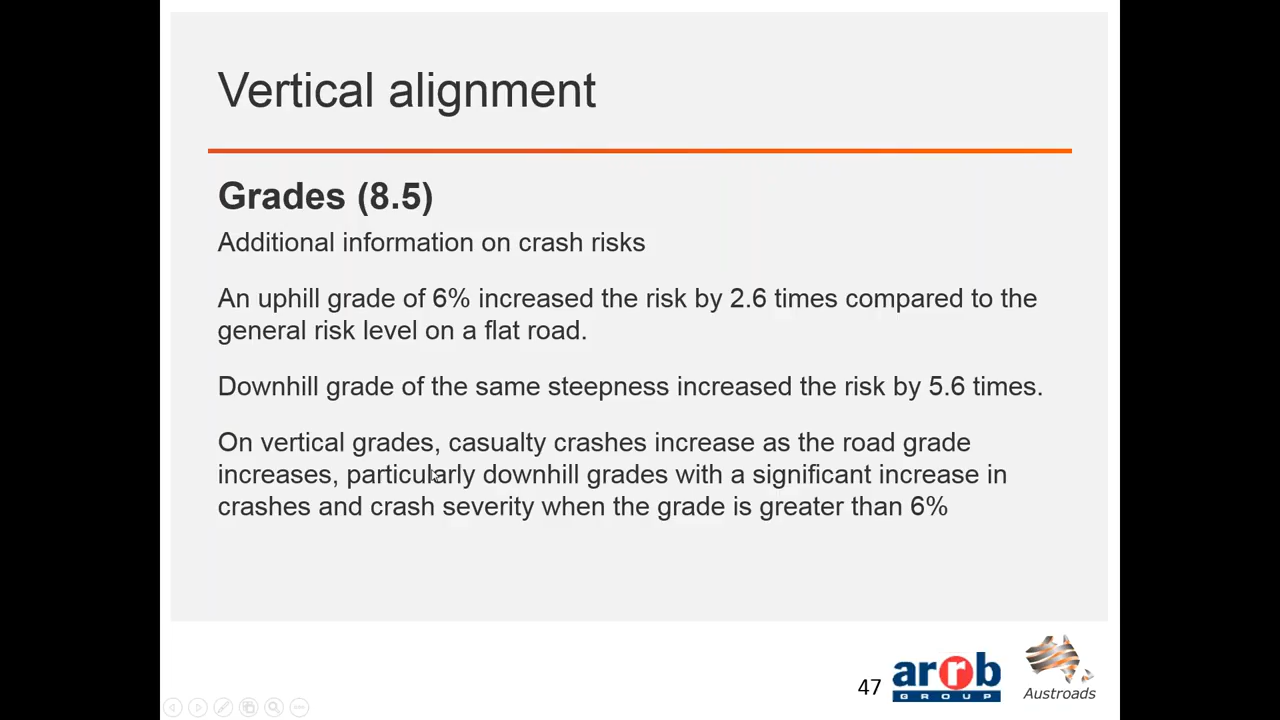 Vertical alignment
Grades (8.5)
Additional information on crash risks
An uphill grade of 6% increased the risk by 2.6 times compared to the
general risk level on a flat road.
Downhill grade of the same steepness increased the risk by 5.6 times.
On vertical grades, casualty crashes increase as the road grade
increases, particularly downhill grades with a significant increase in
crashes and crash severity when the grade is greater than 6%
47
arrb
GROUP
Austroads